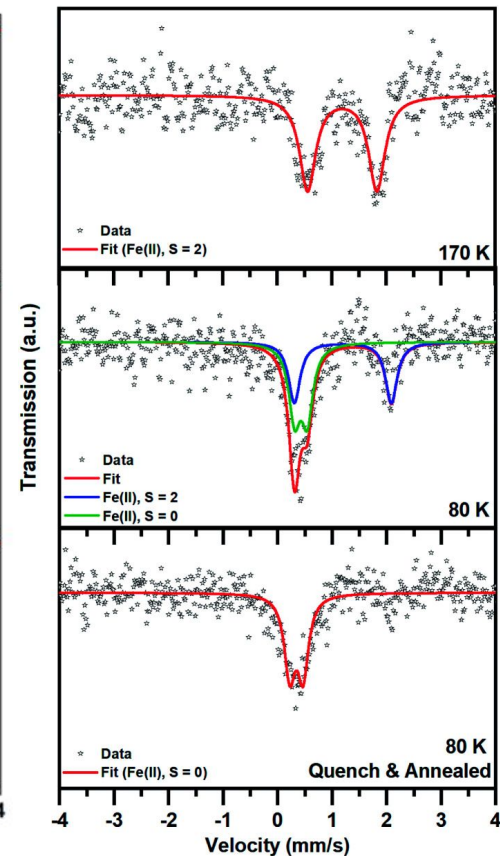 Data
Fit (Fe(II), S = 2)
170 K
Transmission (a.u.)
Data
Fit
Fe(II), S = 2
Fe(II), S = 0
80 K
80 K
Data
Fit (Fe(II), S = 0)
Quench & Annealed
4
-4 -3 -2 -1 0 1 2 3 4
Velocity (mm/s)